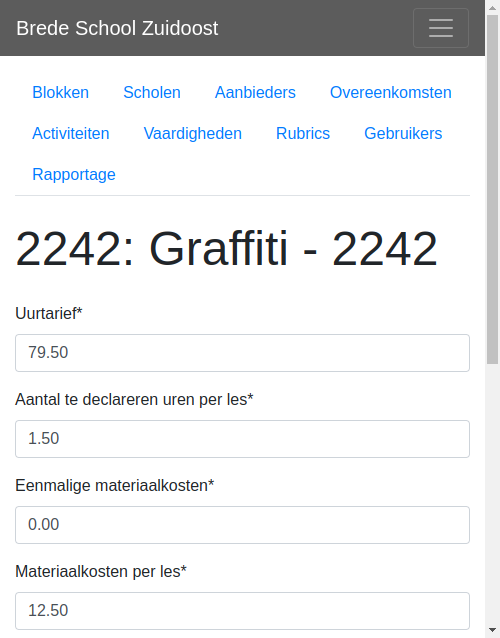 Brede School Zuidoost
Blokken Scholen Aanbieders Overeenkomsten
Activiteiten Vaardigheden Rubrics Gebruikers
Rapportage
2242: Graffiti - 2242
Uurtarief*
79.50
Aantal te declareren uren per les*
1.50
Eenmalige materiaalkosten*
0.00
Materiaalkosten per les*
12.50